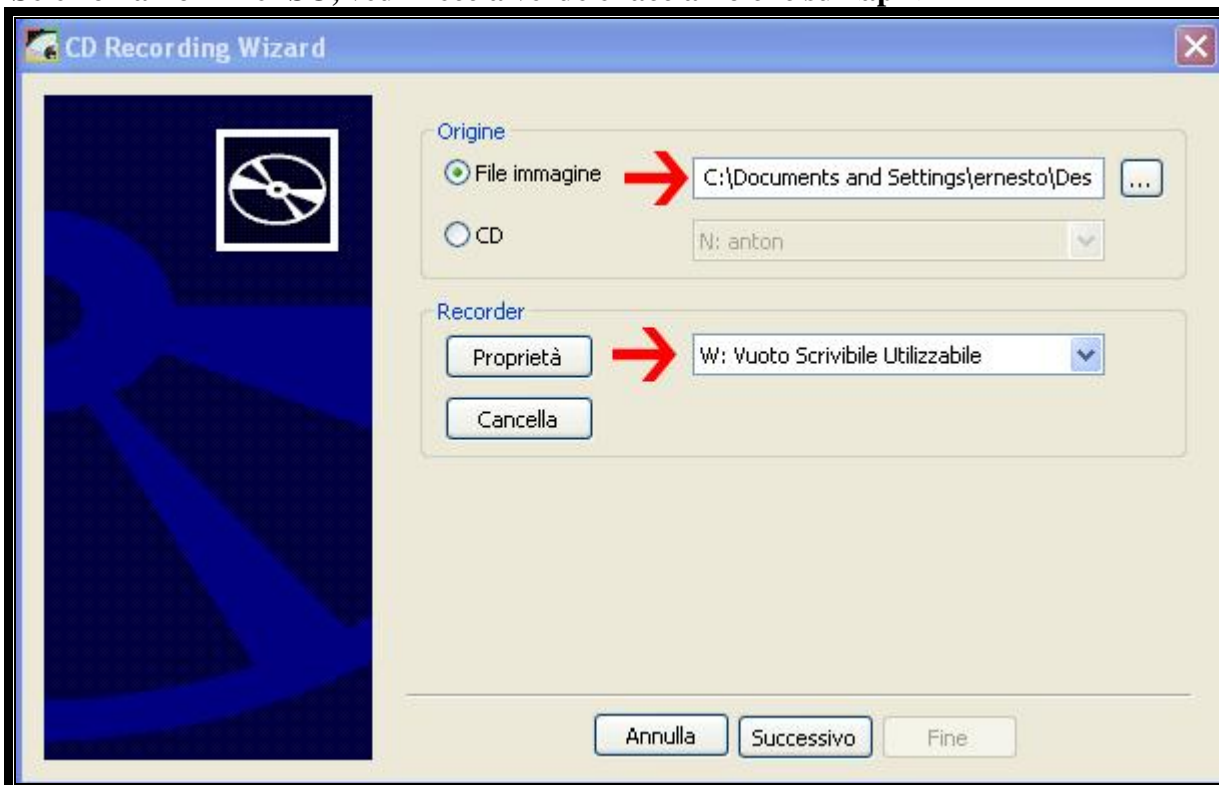 CD Recording Wizard
Origine
File immagine
C:\Documents and Settings\ernesto\Des
...
CD
N: anton
Recorder
Proprietà
W: Vuoto Scrivibile Utilizzabile
Cancella
Annulla
Successivo
Fine